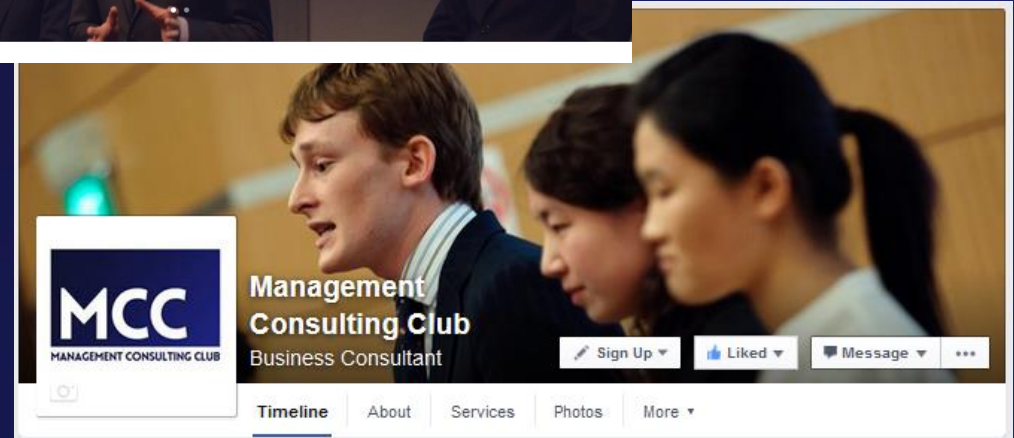 MCC
MANAGEMENT CONSULTING CLUB
Management
Consulting Club
Business Consultant
Sign Up
Liked
Message
Timeline
About
Services
Photos
More